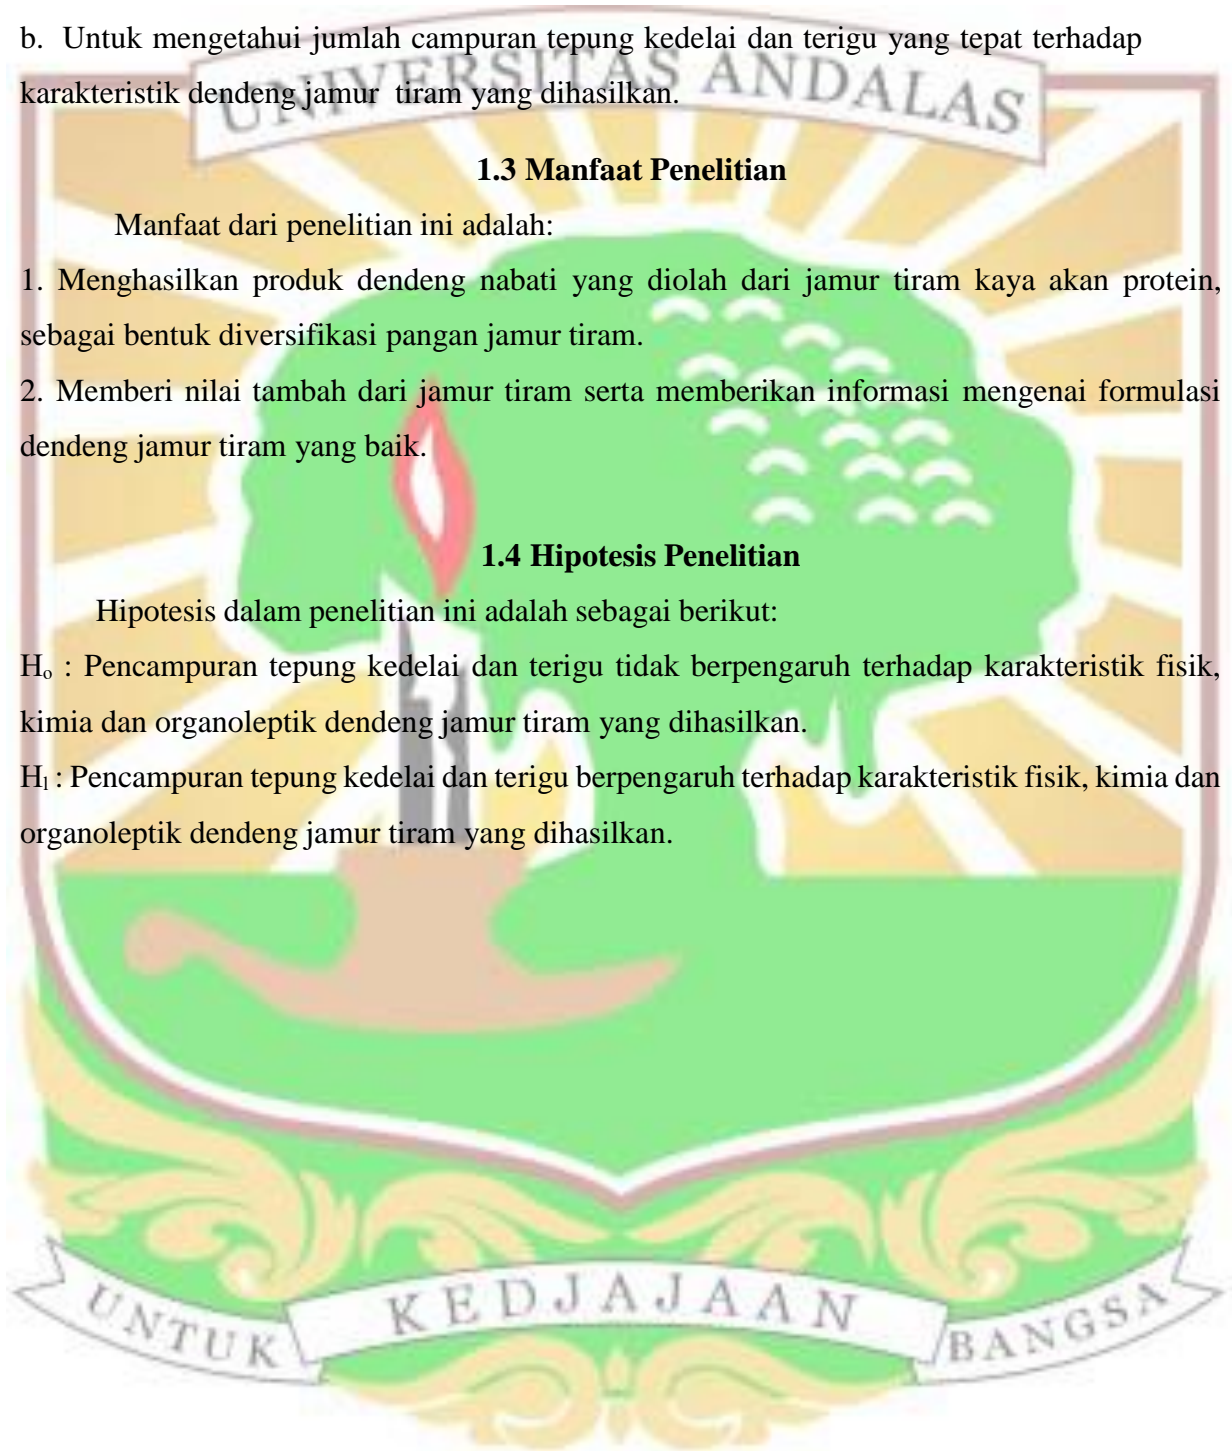 b. Untuk mengetahui jumlah campuran tepung kedelai dan terigu yang tepat terhadap
karakteristik dendeng jamur tiram yang dihasilkan.
UNIVERSITAS ANDALAS
1.3 Manfaat Penelitian
Manfaat dari penelitian ini adalah:
1. Menghasilkan produk dendeng nabati yang diolah dari jamur tiram kaya akan protein,
sebagai bentuk diversifikasi pangan jamur tiram.
2. Memberi nilai tambah dari jamur tiram serta memberikan informasi mengenai formulasi
dendeng jamur tiram yang baik.
1.4 Hipotesis Penelitian
Hipotesis dalam penelitian ini adalah sebagai berikut:
Hₒ : Pencampuran tepung kedelai dan terigu tidak berpengaruh terhadap karakteristik fisik,
kimia dan organoleptik dendeng jamur tiram yang dihasilkan.
Hₗ : Pencampuran tepung kedelai dan terigu berpengaruh terhadap karakteristik fisik, kimia dan
organoleptik dendeng jamur tiram yang dihasilkan.
UNTUK KEDJAJAAN BANGSA